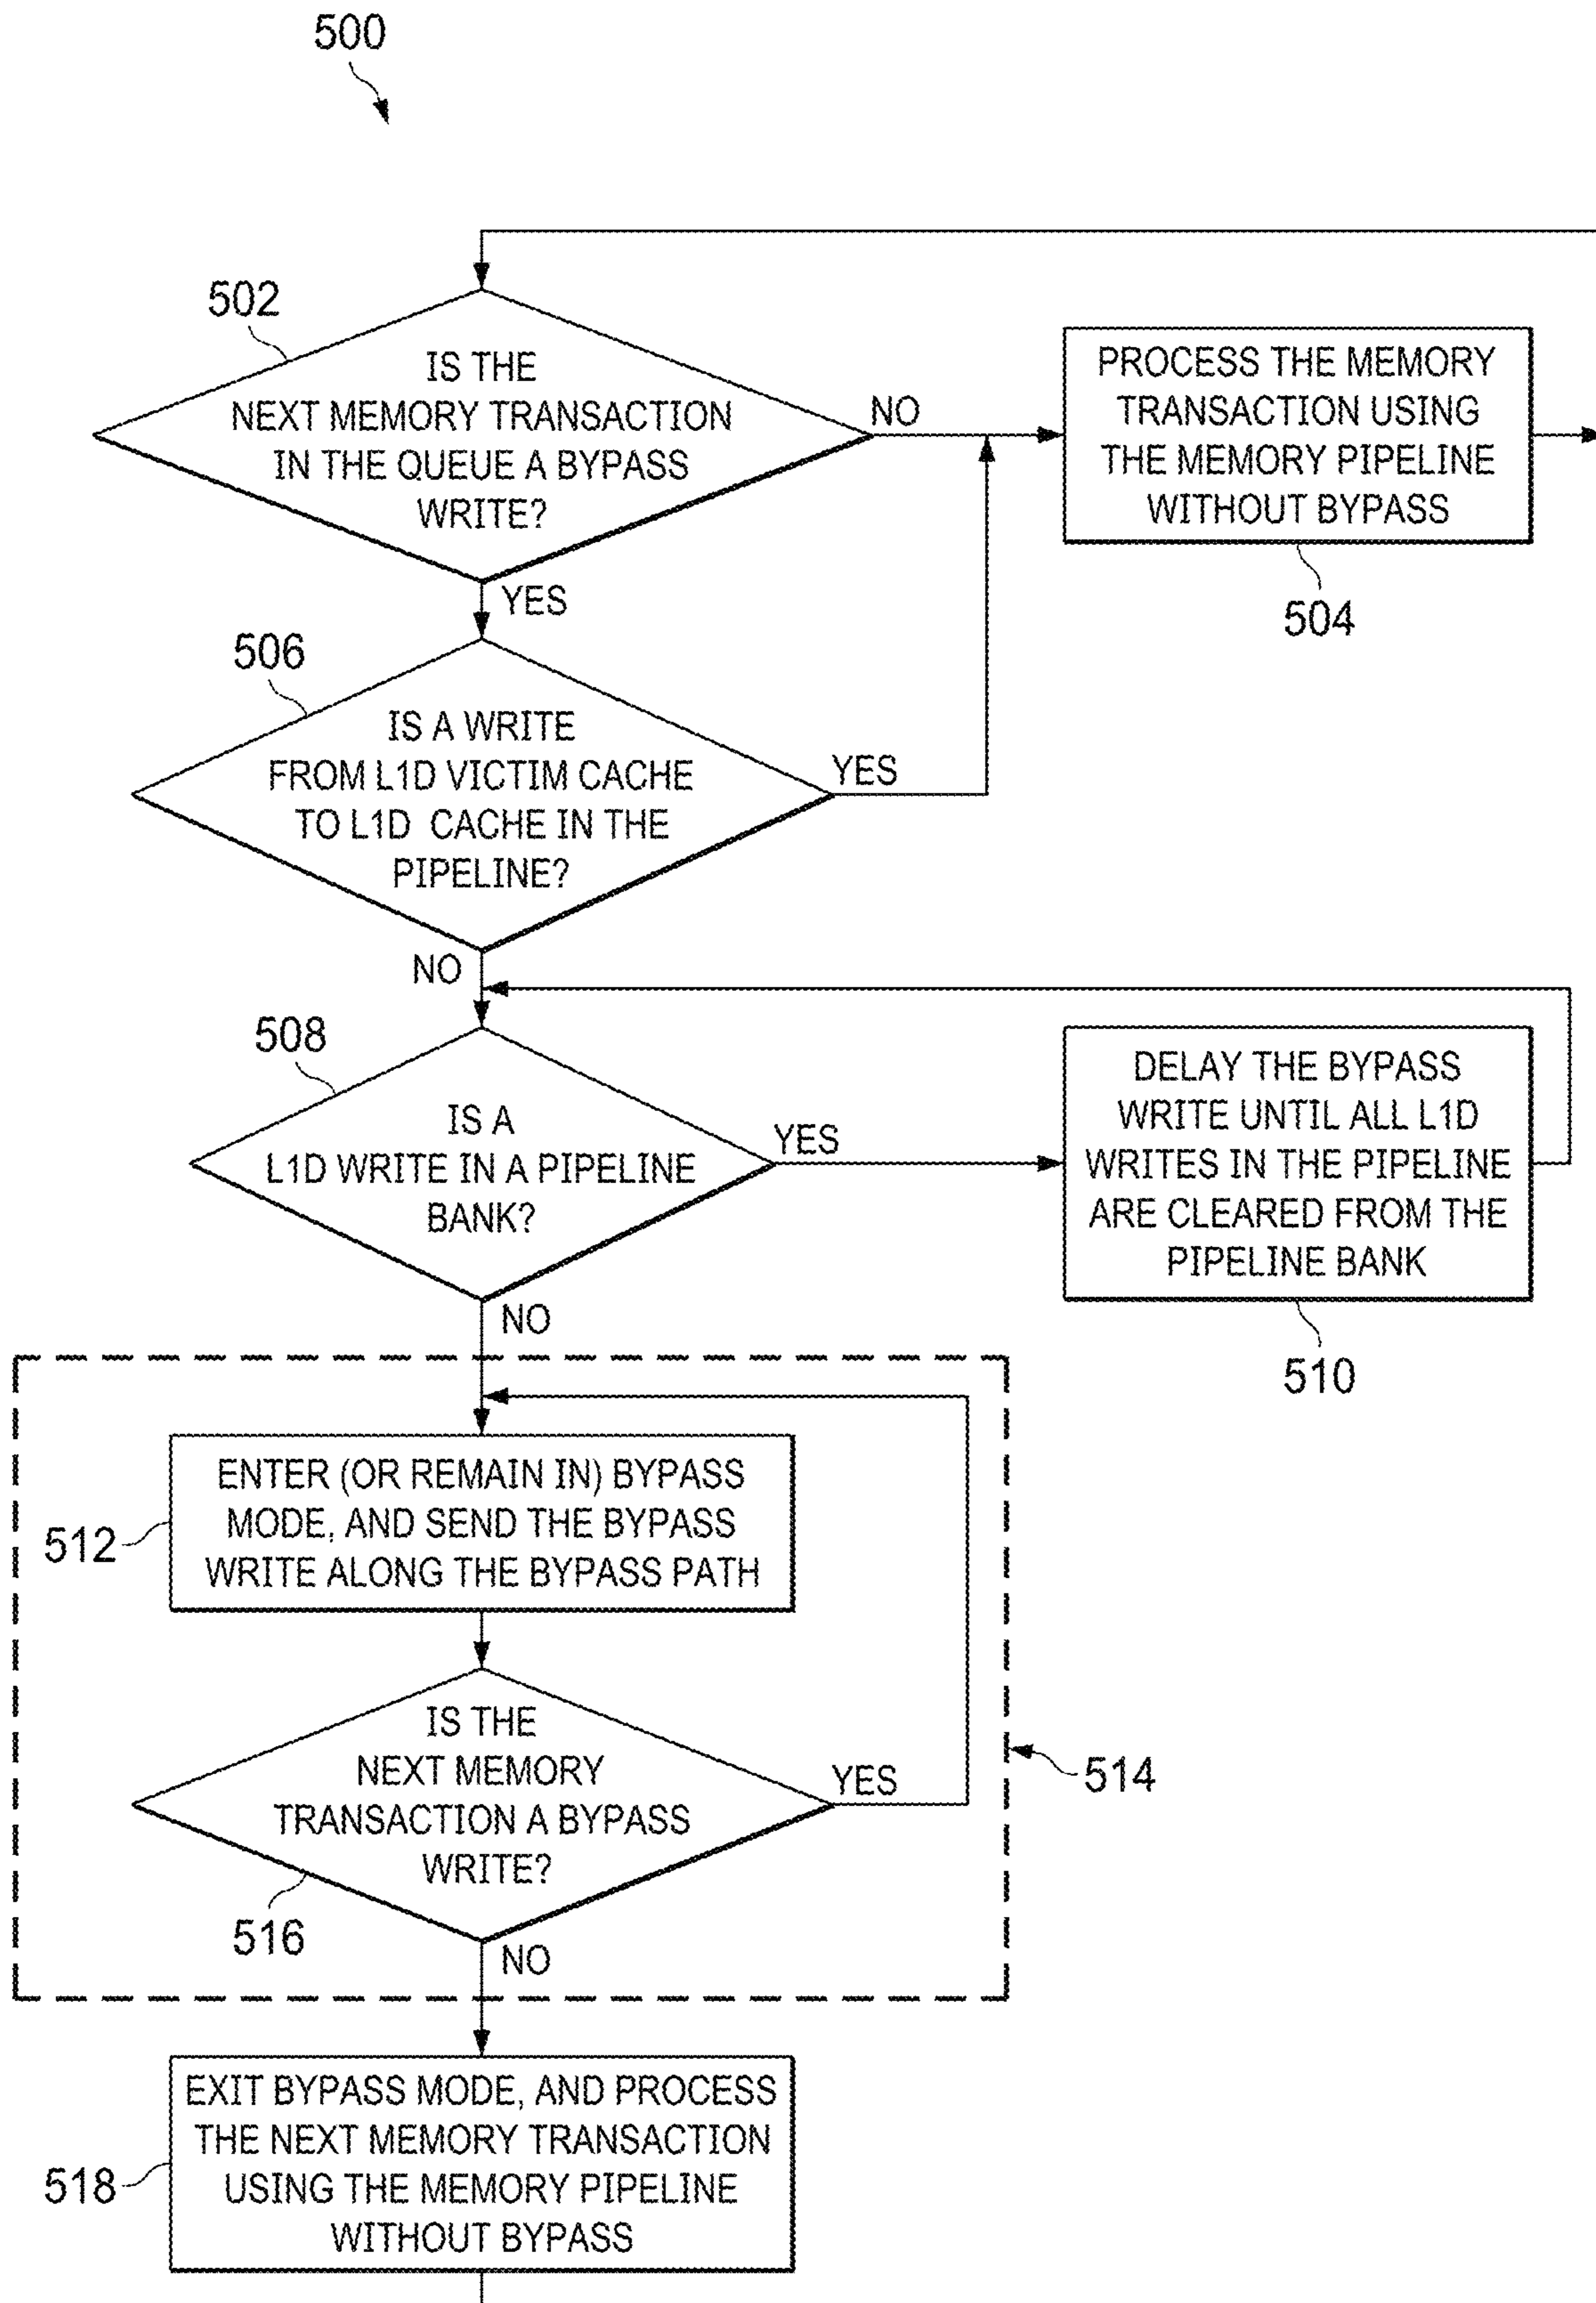 500
502
IS THE
NEXT MEMORY TRANSACTION
IN THE QUEUE A BYPASS
WRITE?
NO
YES
PROCESS THE MEMORY
TRANSACTION USING
THE MEMORY PIPELINE
WITHOUT BYPASS
504
506
IS A WRITE
FROM L1D VICTIM CACHE
TO L1D CACHE IN THE
PIPELINE?
YES
NO
508
IS A
L1D WRITE IN A PIPELINE
BANK?
YES
NO
DELAY THE BYPASS
WRITE UNTIL ALL L1D
WRITES IN THE PIPELINE
ARE CLEARED FROM THE
PIPELINE BANK
510
512
ENTER (OR REMAIN IN) BYPASS
MODE, AND SEND THE BYPASS
WRITE ALONG THE BYPASS PATH
514
IS THE
NEXT MEMORY
TRANSACTION A BYPASS
WRITE?
YES
516
NO
518
EXIT BYPASS MODE, AND PROCESS
THE NEXT MEMORY TRANSACTION
USING THE MEMORY PIPELINE
WITHOUT BYPASS